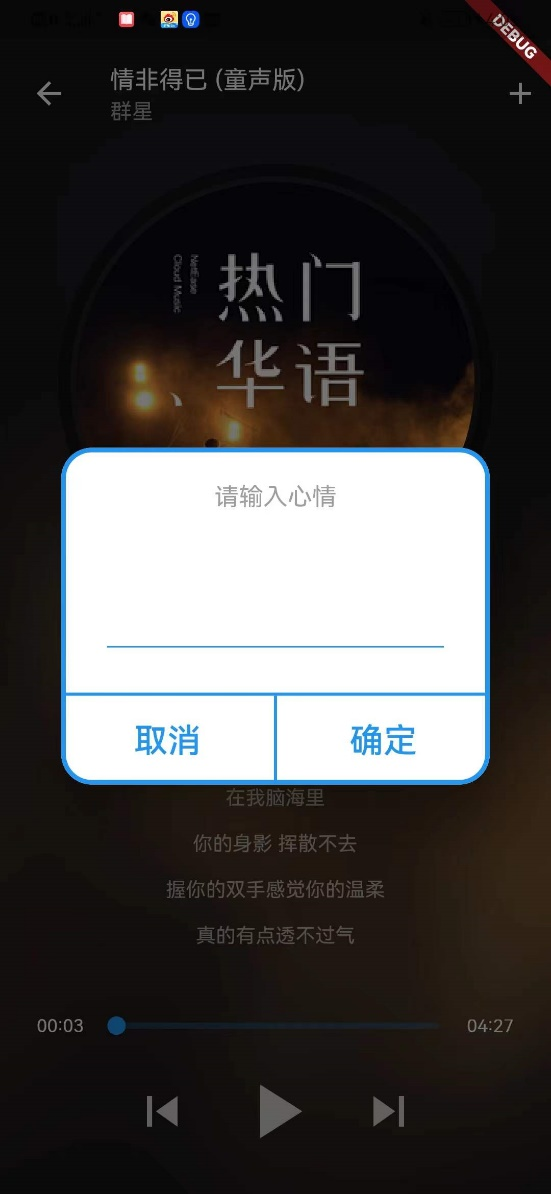 DEBUG
情非得已 (童声版)
群星
NetEase
Cloud Music
热门
华语
请输入心情
取消
确定
在我脑海里
你的身影 挥散不去
握你的双手感觉你的温柔
真的有点透不过气
00:03
04:27